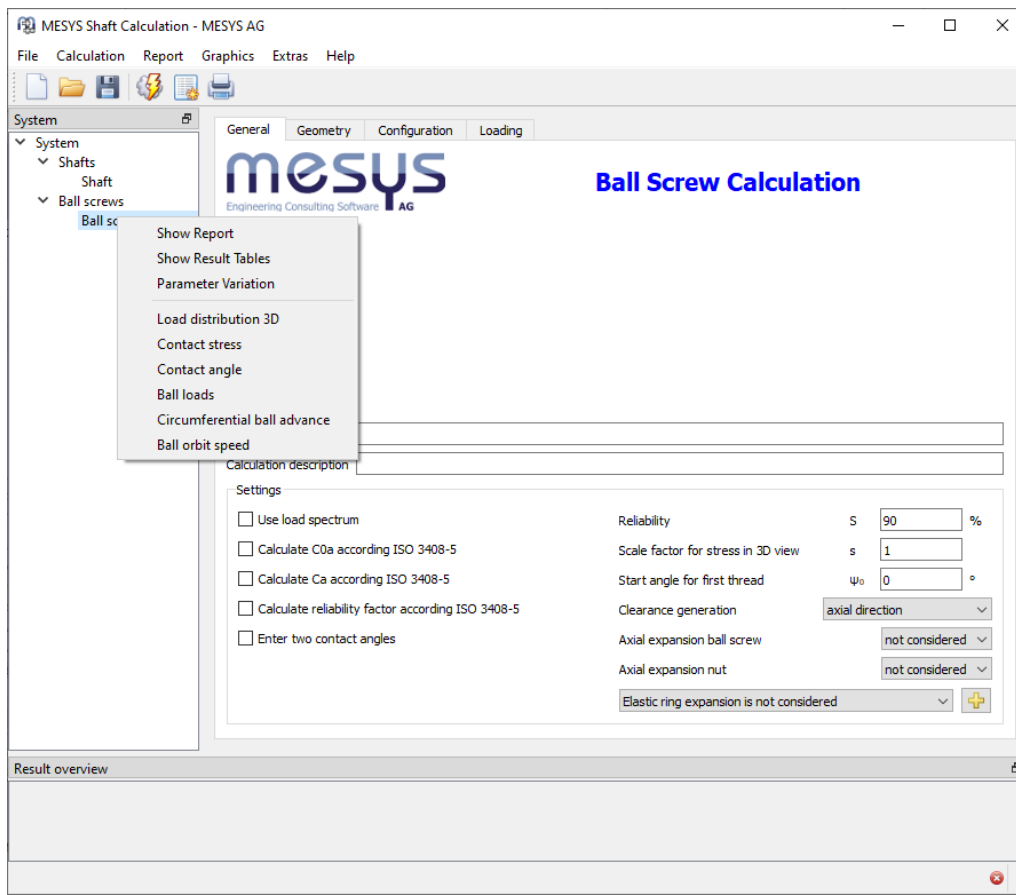 MESYS Shaft Calculation - MESYS AG
File Calculation Report Graphics Extras Help
System
System
Shafts
Shaft
Ball screws
Ball sc
Show Report
Show Result Tables
Parameter Variation
Load distribution 3D
Contact stress
Contact angle
Ball loads
Circumferential ball advance
Ball orbit speed
General Geometry Configuration Loading
mesys
Engineering Consulting Software AG
Ball Screw Calculation
Calculation description
Settings
Use load spectrum
Calculate C0a according ISO 3408-5
Calculate Ca according ISO 3408-5
Calculate reliability factor according ISO 3408-5
Enter two contact angles
Reliability S 90 %
Scale factor for stress in 3D view s 1
Start angle for first thread ψ₀ 0 °
Clearance generation axial direction
Axial expansion ball screw not considered
Axial expansion nut not considered
Elastic ring expansion is not considered
Result overview